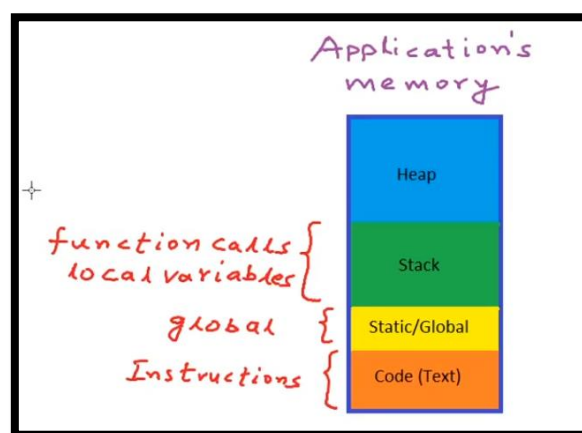 Application's
memory
Heap
function calls
local variables
Stack
global
Static/Global
Instructions
Code (Text)